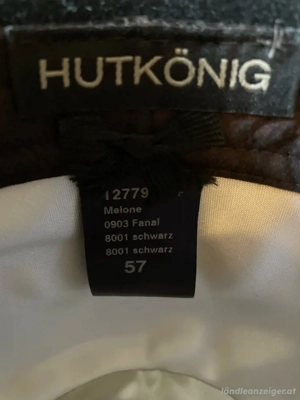 HUTKÖNIG
12779
Melone
0903 Fanal
8001 schwarz
8001 schwarz
57
ländleanzeiger.at